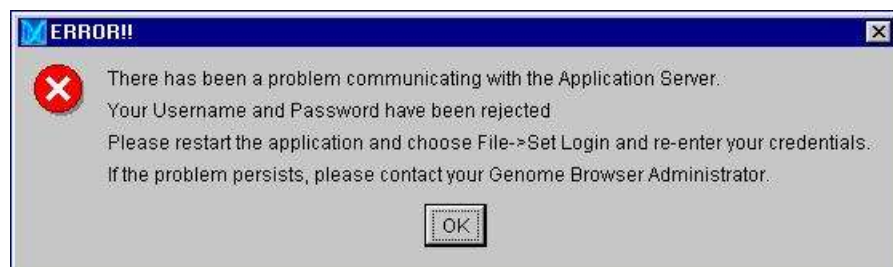 ERROR!!
There has been a problem communicating with the Application Server.
Your Username and Password have been rejected
Please restart the application and choose File->Set Login and re-enter your credentials.
If the problem persists, please contact your Genome Browser Administrator.
OK